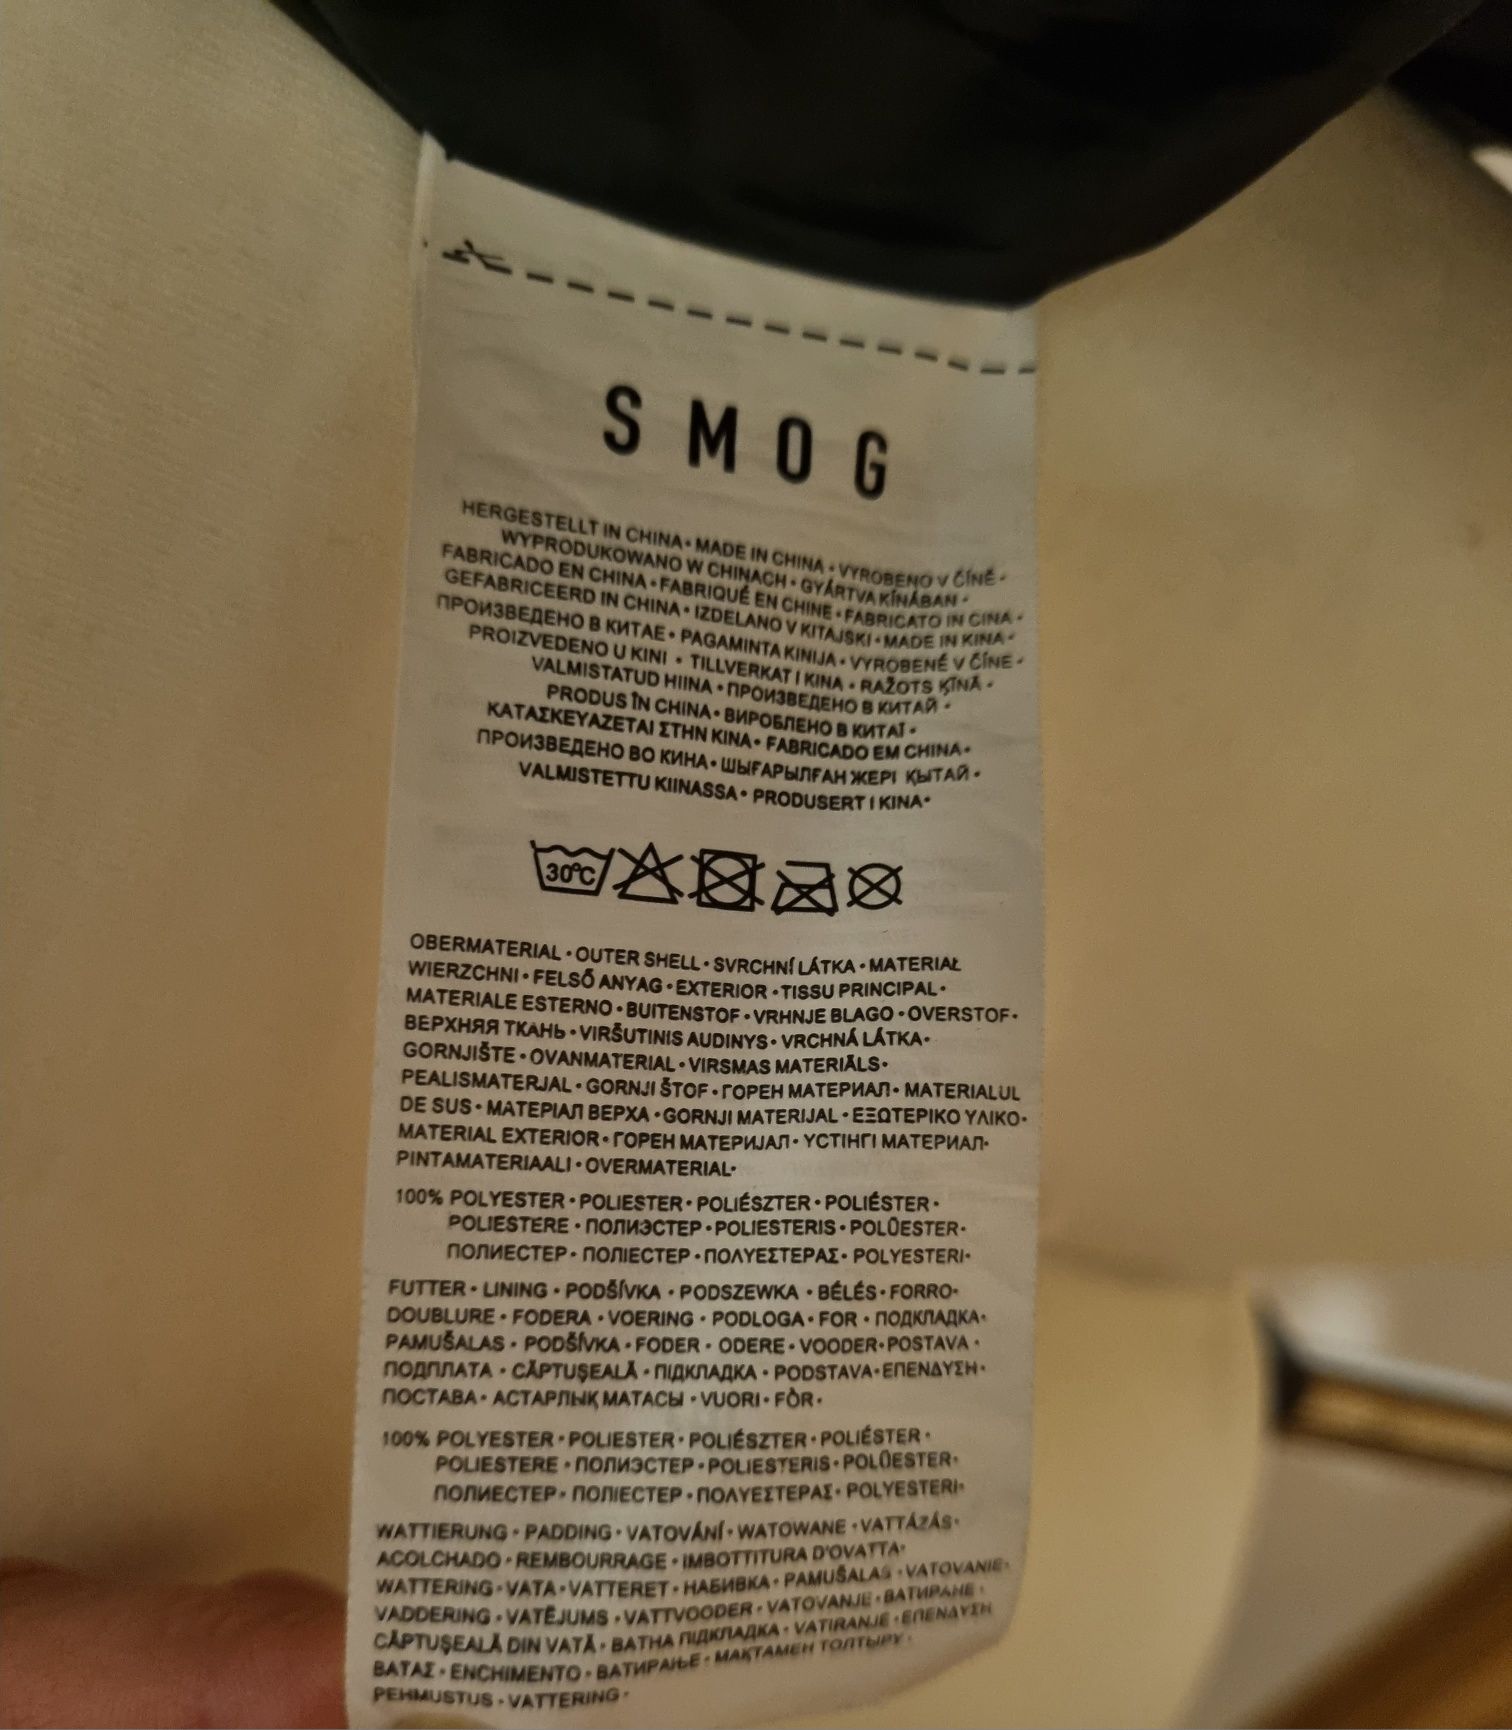 SMOG
HERGESTELLT IN CHINA • MADE IN CHINA • VYROBENO V ČÍNĚ •
WYPRODUKOWANO W CHINACH • GYÁRTVA KÍNÁBAN •
FABRICADO EN CHINA • FABRIQUÉ EN CHINE • FABRICATO IN CINA •
GEFABRICEERD IN CHINA • IZDELANO V KITAJSKI • MADE IN KINA •
ПРОИЗВЕДЕНО В КИТАЕ • PAGAMINTA KINIJA • VYROBENÉ V ČÍNE •
PROIZVEDENO U KINI • TILLVERKAT I KINA • RAŽOTS ĶĪNĀ •
VALMISTATUD HIINA • ПРОИЗВЕДЕНО В КИТАЙ •
PRODUS ÎN CHINA • ВИРОБЛЕНО В КИТАЇ •
ΚΑΤΑΣΚΕΥΑΖΕΤΑΙ ΣΤΗΝ ΚΙΝΑ • FABRICADO EM CHINA •
ПРОИЗВЕДЕНО ВО КИНА • ШЫҒАРЫЛҒАН ЖЕРІ ҚЫТАЙ •
VALMISTETTU KIINASSA • PRODUSERT I KINA •
30°C
OBERMATERIAL • OUTER SHELL • SVRCHNÍ LÁTKA • MATERIAŁ
WIERZCHNI • FELSŐ ANYAG • EXTERIOR • TISSU PRINCIPAL •
MATERIALE ESTERNO • BUITENSTOF • VRHNJE BLAGO • OVERSTOF •
ВЕРХНЯЯ ТКАНЬ • VIRŠUTINIS AUDINYS • VRCHNÁ LÁTKA •
GORNJIŠTE • OVANMATERIAL • VIRSMAS MATERIĀLS •
PEALISMATERJAL • GORNJI ŠTOF • ГОРЕН МАТЕРИАЛ • MATERIALUL
DE SUS • МАТЕРІАЛ ВЕРХА • GORNJI MATERIJAL • ΕΞΩΤΕΡΙΚΟ ΥΛΙΚΟ •
MATERIAL EXTERIOR • ГОРЕН МАТЕРИЈАЛ • ҮСТІҢГІ МАТЕРИАЛ •
PINTAMATERIAALI • OVERMATERIAL •
100% POLYESTER • POLIESTER • POLIÉSZTER • POLIÉSTER •
POLIESTERE • ПОЛИЭСТЕР • POLIESTERIS • POLÜESTER •
ПОЛИЕСТЕР • ПОЛІЕСТЕР • ΠΟΛΥΕΣΤΕΡΑΣ • POLYESTERI •
FUTTER • LINING • PODŠÍVKA • PODSZEWKA • BÉLÉS • FORRO •
DOUBLURE • FODERA • VOERING • PODLOGA • FOR • ПОДКЛАДКА •
PAMUŠALAS • PODŠÍVKA • FODER • ODERE • VOODER • POSTAVA •
ПОДПЛАТА • CĂPTUŞEALĂ • ПІДКЛАДКА • PODSTAVA • ΕΠΕΝΔΥΣΗ •
ПОСТАВА • АСТАРЛЫҚ МАТАСЫ • VUORI • FÒR •
100% POLYESTER • POLIESTER • POLIÉSZTER • POLIÉSTER •
POLIESTERE • ПОЛИЭСТЕР • POLIESTERIS • POLÜESTER •
ПОЛИЕСТЕР • ПОЛІЕСТЕР • ΠΟΛΥΕΣΤΕΡΑΣ • POLYESTERI •
WATTIERUNG • PADDING • VATOVÁNÍ • WATOWANE • VATTÁZÁS •
ACOLCHADO • REMBOURRAGE • IMBOTTITURA D'OVATTA •
WATTERING • VATA • VATTERET • НАБИВКА • PAMUŠALAS • VATOVANIE •
VADDERING • VATĒJUMS • VATTVOODER • VATOVANJE • ВАТИРАНЕ •
CĂPTUŞEALĂ DIN VATĂ • ВАТНА ПІДКЛАДКА • VATIRANJE • ΕΠΕΝΔΥΣΗ
ΒΑΤΑΣ • ENCHIMENTO • ВАТИРАЊЕ • МАҚТАМЕН ТОЛТЫРУ •
PEHMUSTUS • VATTERING •